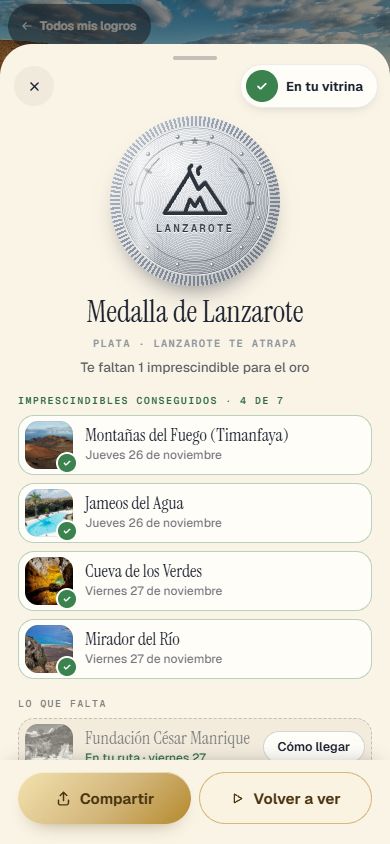 ← Todos mis logros
En tu vitrina
LANZAROTE
Medalla de Lanzarote
PLATA · LANZAROTE TE ATRAPA
Te faltan 1 imprescindible para el oro
IMPRESCINDIBLES CONSEGUIDOS · 4 DE 7
Montañas del Fuego (Timanfaya)
Jueves 26 de noviembre
Jameos del Agua
Jueves 26 de noviembre
Cueva de los Verdes
Viernes 27 de noviembre
Mirador del Río
Viernes 27 de noviembre
LO QUE FALTA
Fundación César Manrique
En tu ruta · viernes 27
Cómo llegar
Compartir
Volver a ver